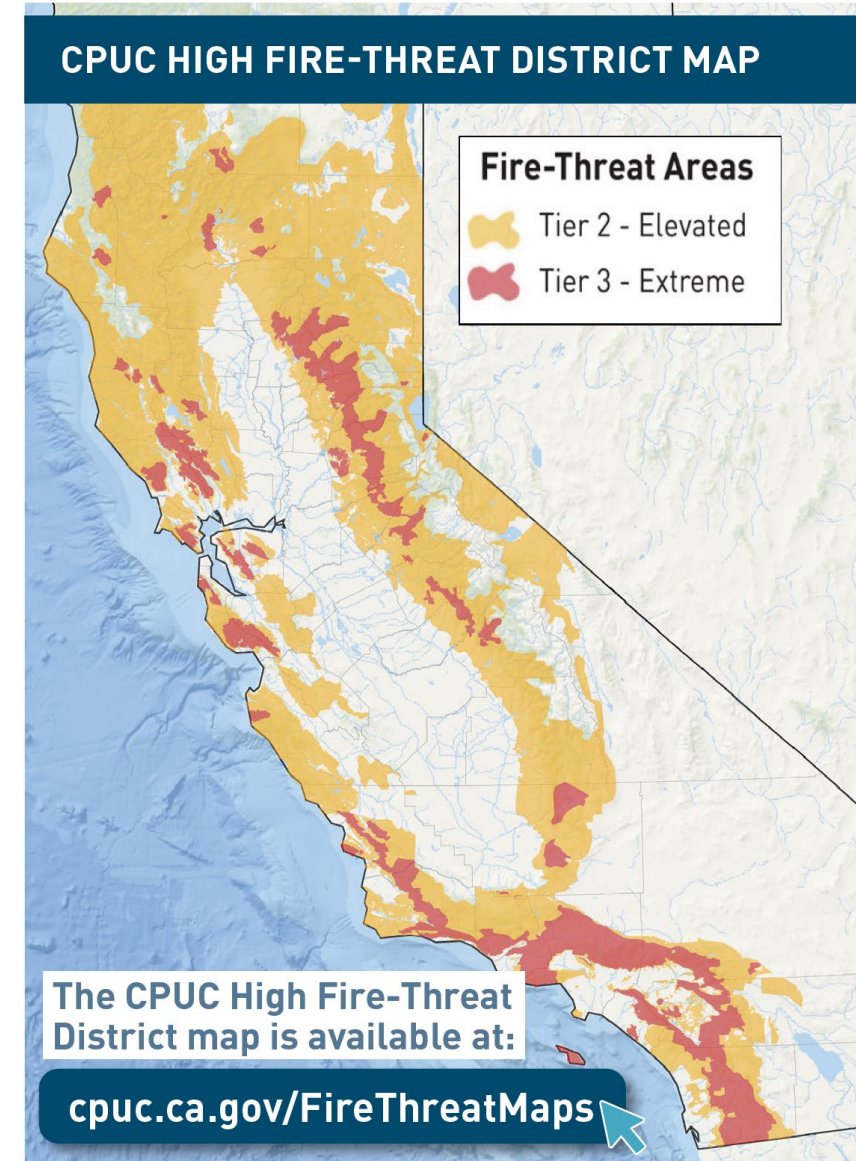 CPUC HIGH FIRE-THREAT DISTRICT MAP
Fire-Threat Areas
Tier 2 - Elevated
Tier 3 - Extreme
The CPUC High Fire-Threat
District map is available at:
cpuc.ca.gov/FireThreatMaps